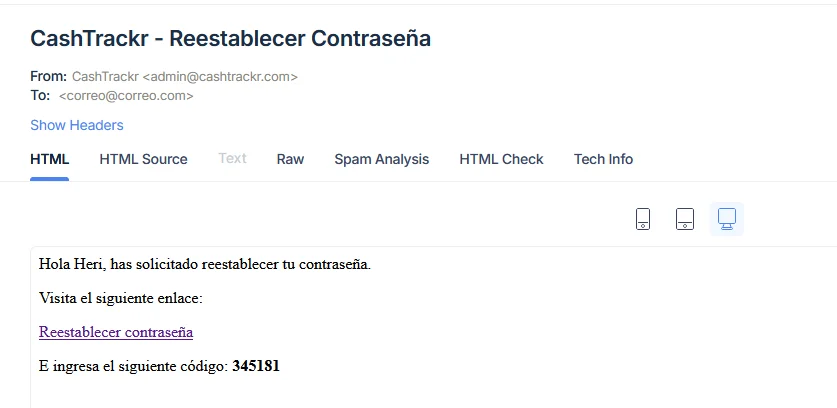 CashTrackr - Reestablecer Contraseña
From: CashTrackr <admin@cashtrackr.com>
To: <correo@correo.com>
Show Headers
HTML HTML Source Text Raw Spam Analysis HTML Check Tech Info
Hola Heri, has solicitado reestablecer tu contraseña.
Visita el siguiente enlace:
Reestablecer contraseña
E ingresa el siguiente código: 345181